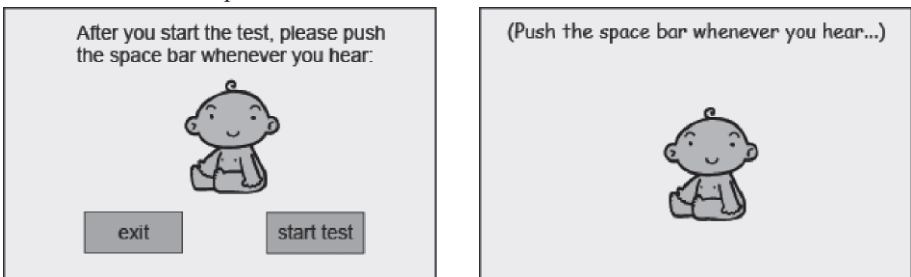 After you start the test, please push
the space bar whenever you hear:
exit
start test
(Push the space bar whenever you hear...)